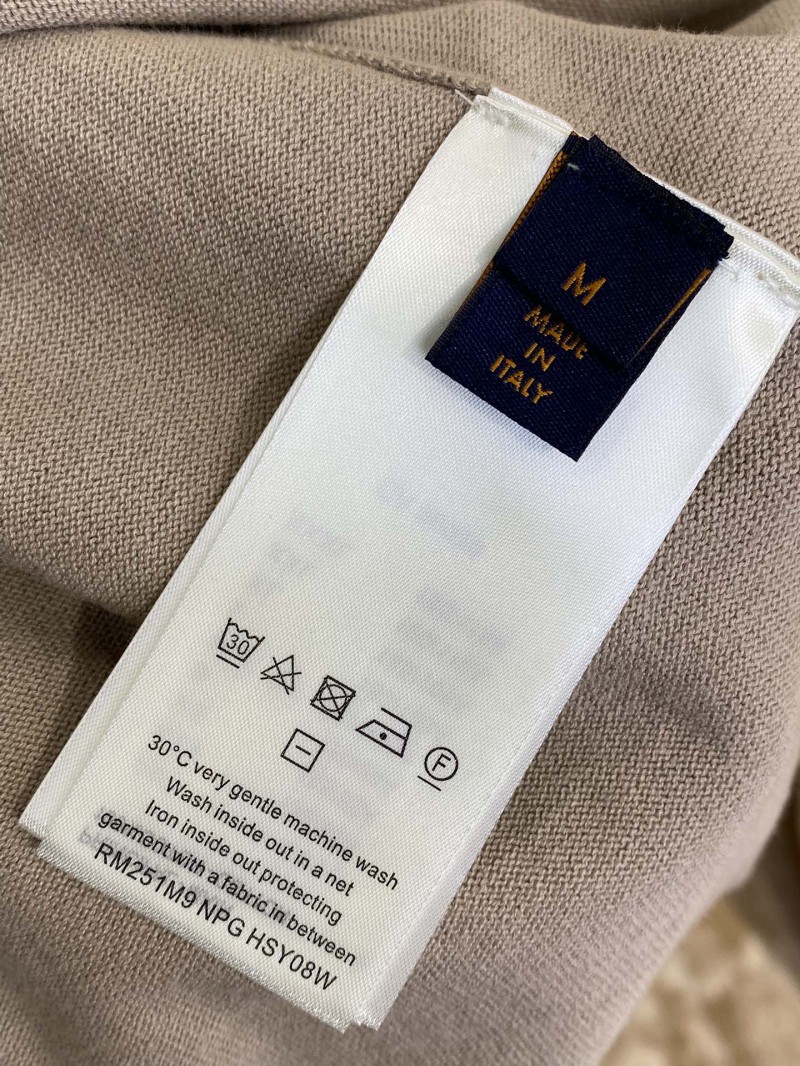 M
MADE
IN
ITALY
30
F
30°C very gentle machine wash
Wash inside out in a net
Iron inside out protecting
garment with a fabric in between
RM251M9 NPG HSY08W